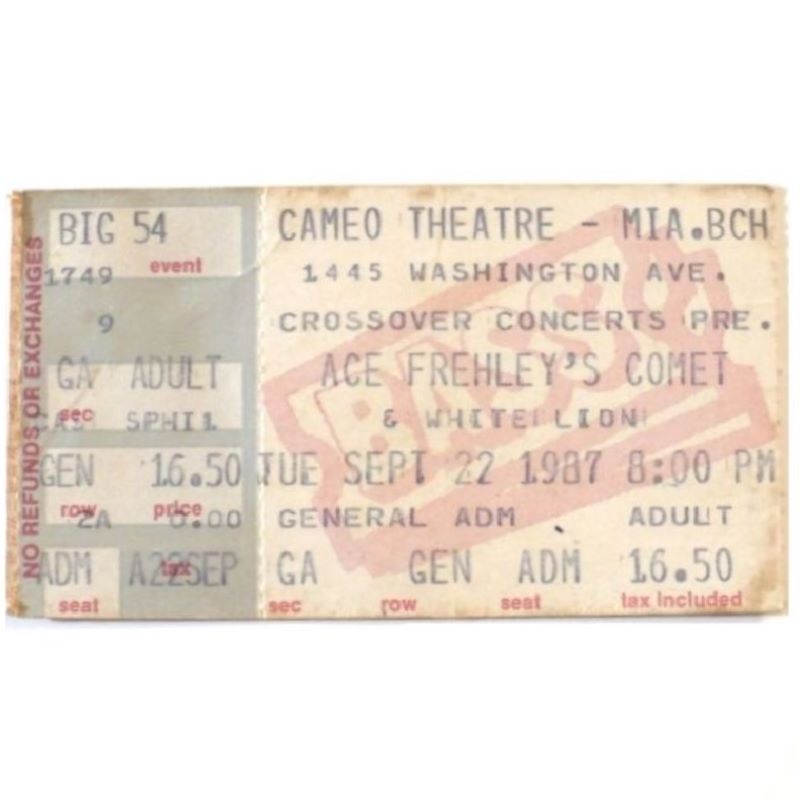 NO REFUNDS OR EXCHANGES
BIG 54
event
1749
9
GA ADULT
sec
CAS SPHI1
GEN 16.50
row price
2A 0.00
ADM A22SEP
tax
seat
CAMEO THEATRE - MIA.BCH
1445 WASHINGTON AVE.
CROSSOVER CONCERTS PRE.
ACE FREHLEY'S COMET
& WHITE LION
TUE SEPT 22 1987 8:00 PM
GENERAL ADM ADULT
GA GEN ADM 16.50
sec row seat tax included
BASS